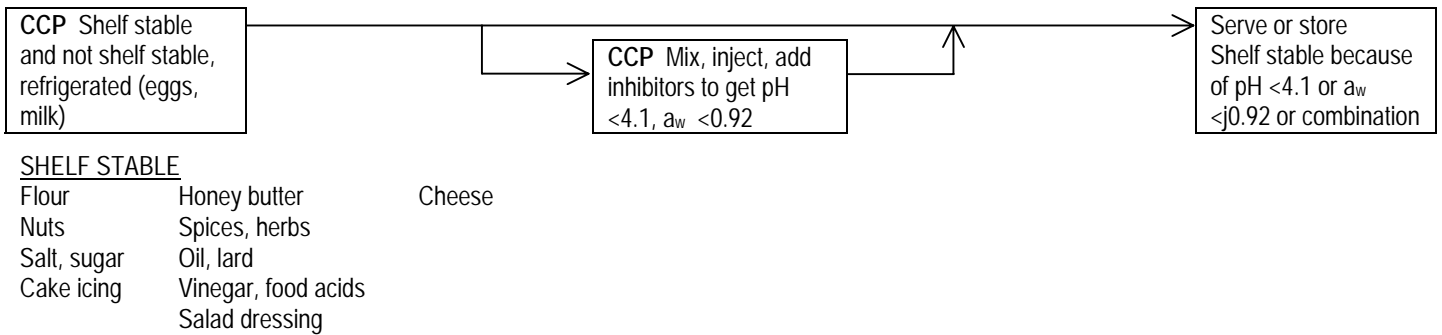 CCP Shelf stable
and not shelf stable,
refrigerated (eggs,
milk)
CCP Mix, inject, add
inhibitors to get pH
<4.1, aw <0.92
Serve or store
Shelf stable because
of pH <4.1 or aw
<j0.92 or combination
SHELF STABLE
Flour Honey butter Cheese
Nuts Spices, herbs
Salt, sugar Oil, lard
Cake icing Vinegar, food acids
Salad dressing